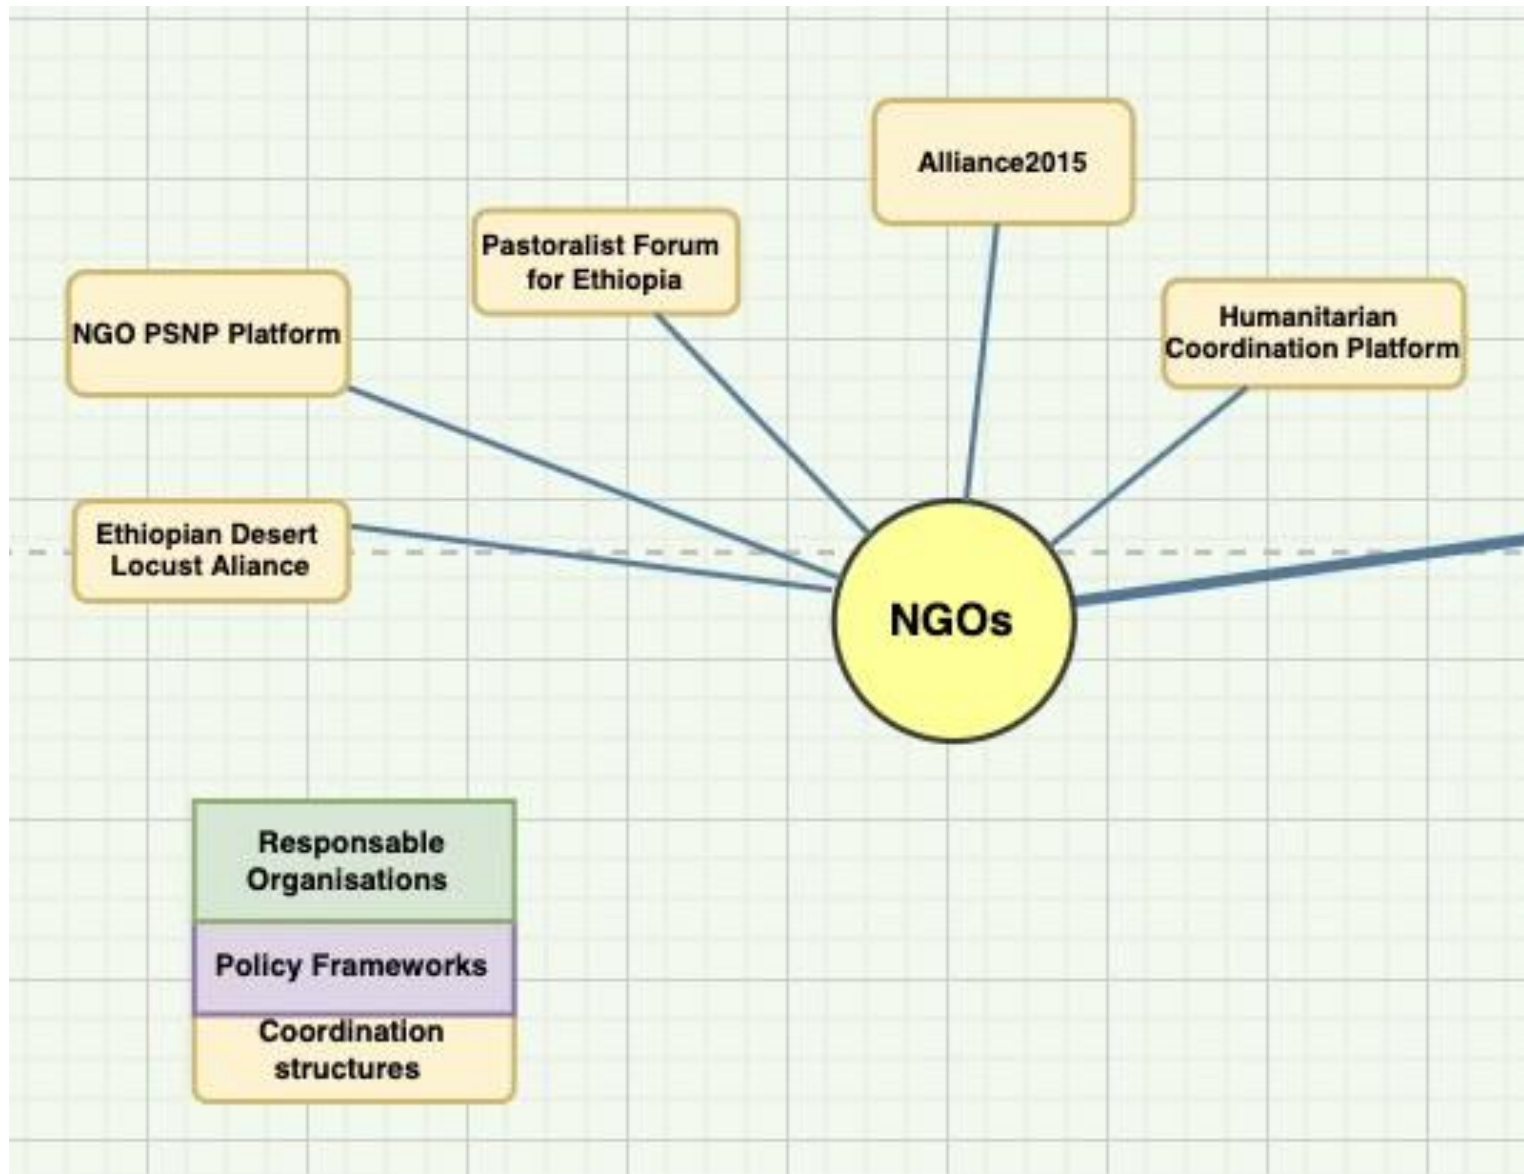 Alliance2015
Pastoralist Forum
for Ethiopia
Humanitarian
Coordination Platform
NGO PSNP Platform
Ethiopian Desert
Locust Aliance
NGOs
Responsable
Organisations
Policy Frameworks
Coordination
structures